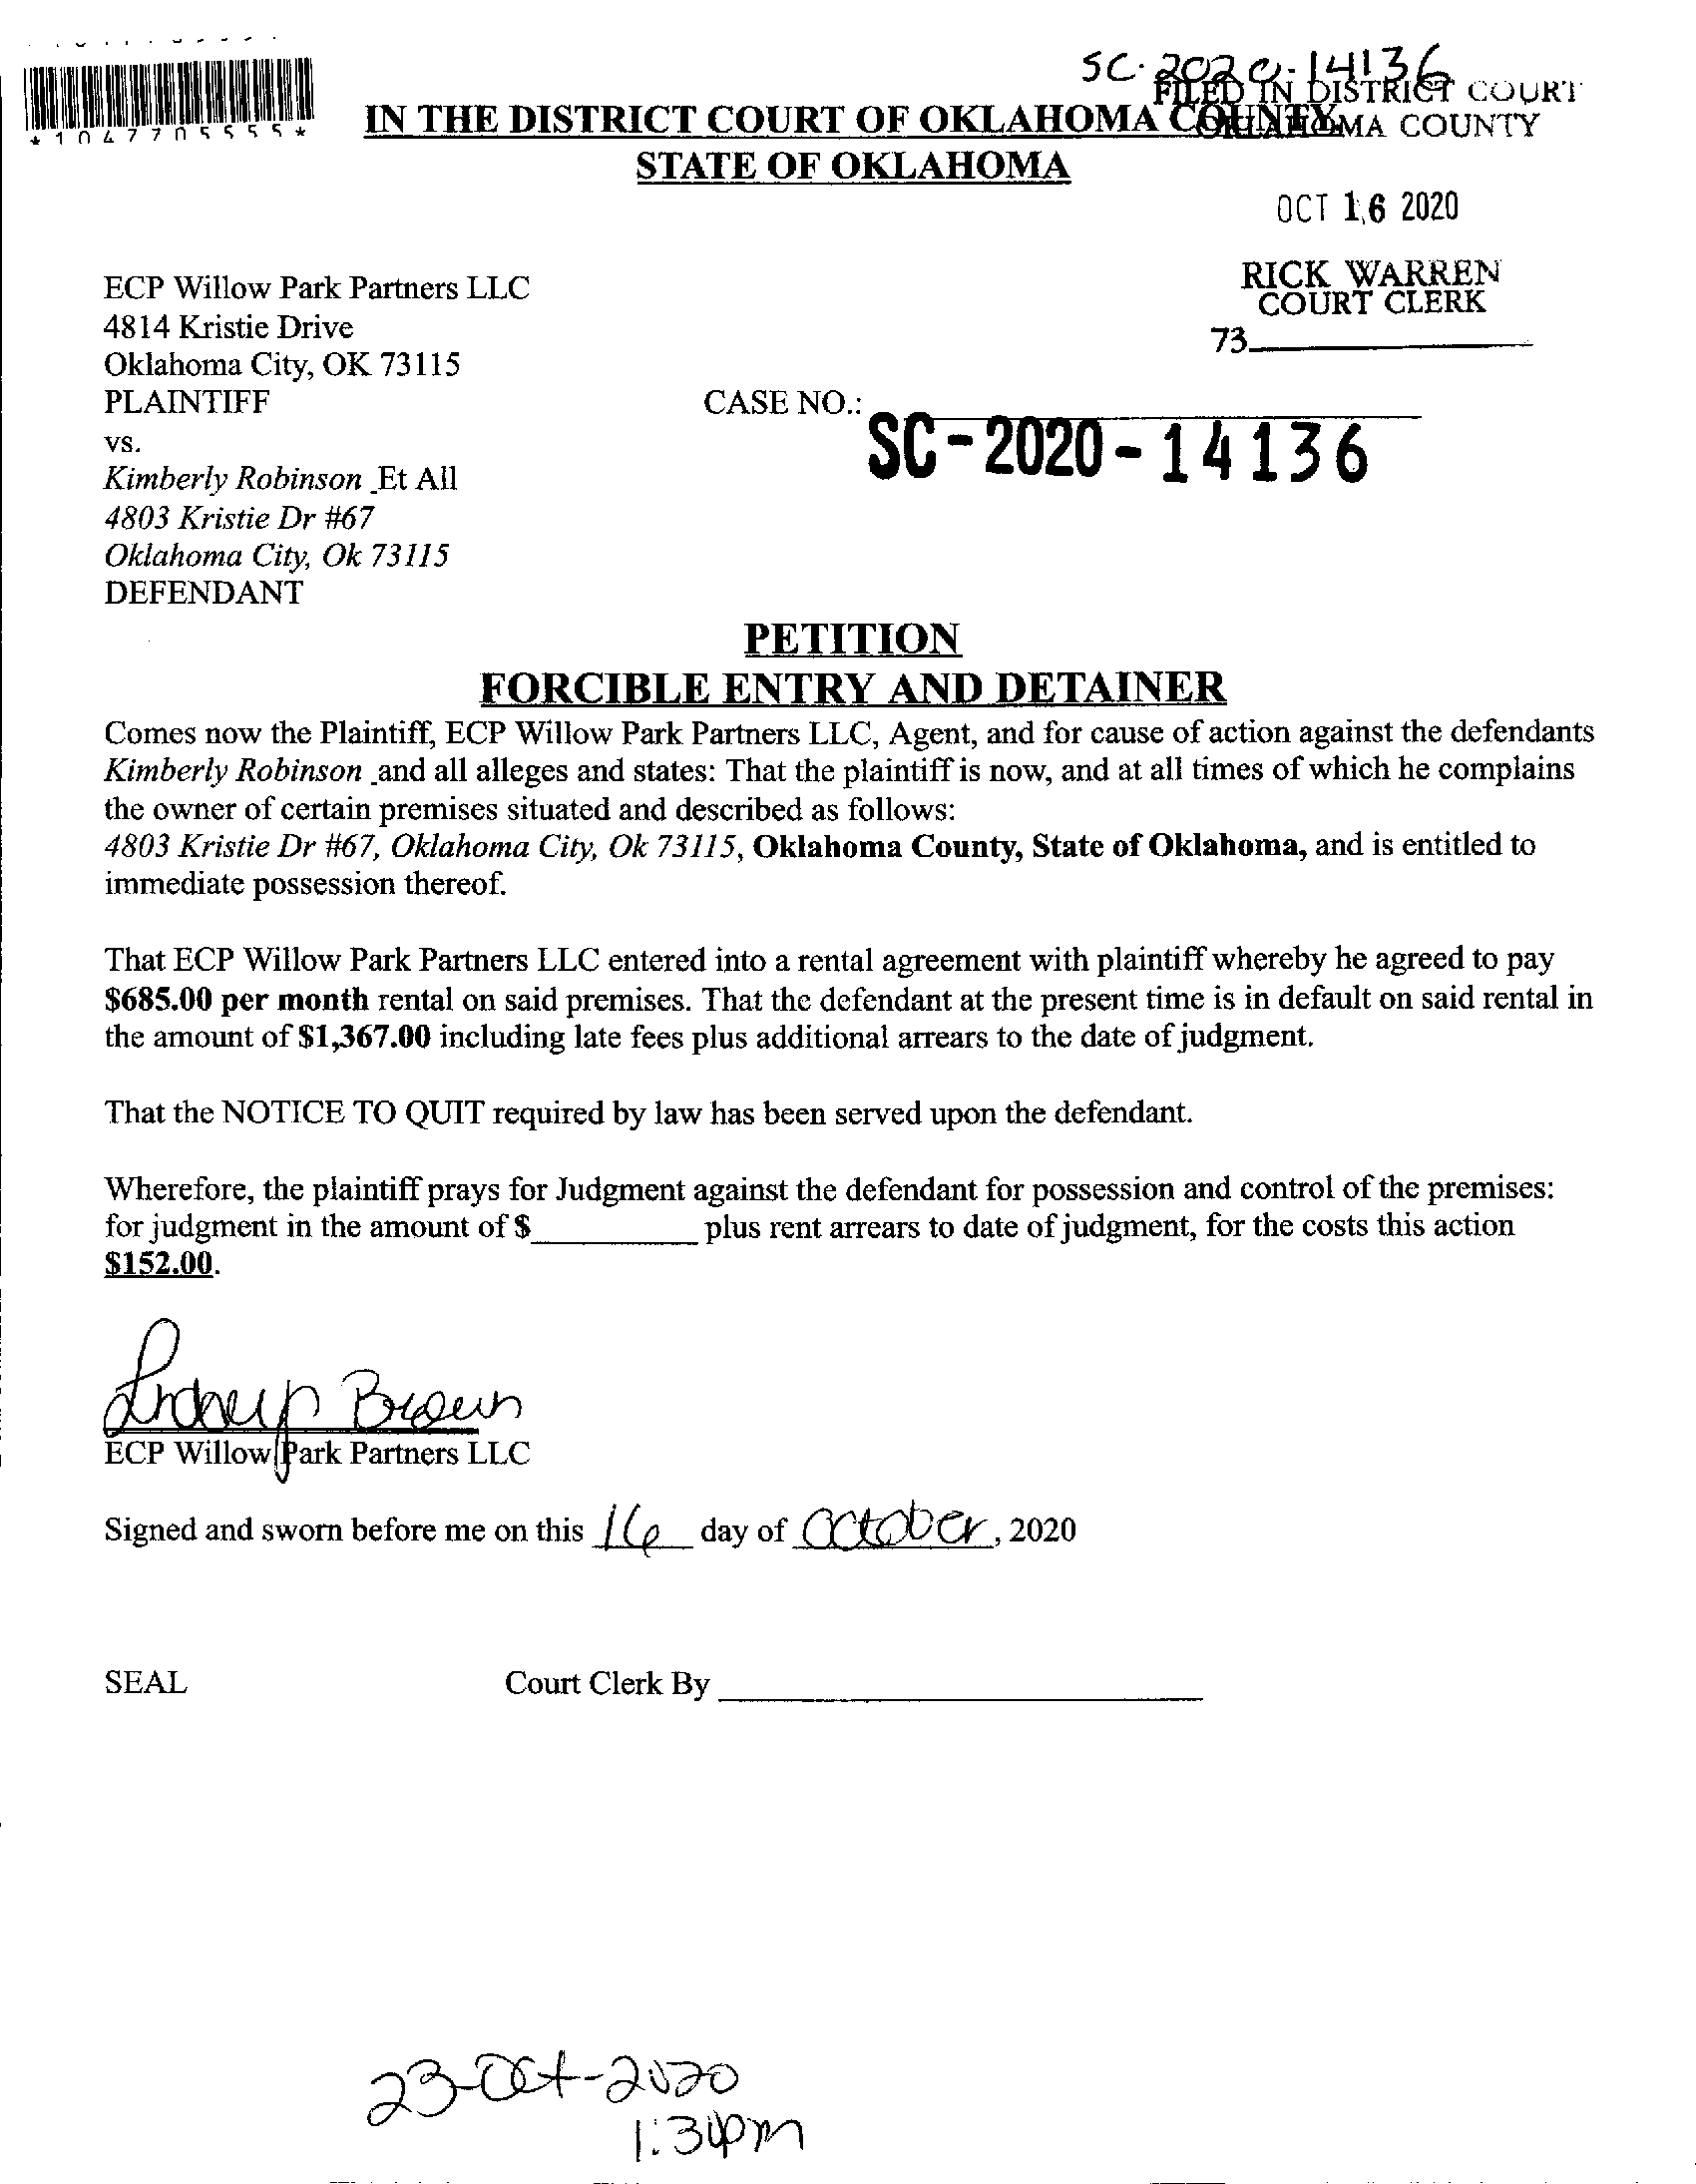 SC-2020-14136
FILED IN DISTRICT COURT
OKLAHOMA COUNTY
*1047705555*
IN THE DISTRICT COURT OF OKLAHOMA COUNTY
STATE OF OKLAHOMA
OCT 16 2020
RICK WARREN
COURT CLERK
73
ECP Willow Park Partners LLC
4814 Kristie Drive
Oklahoma City, OK 73115
PLAINTIFF
CASE NO.:
SC-2020-14136
vs.
Kimberly Robinson Et All
4803 Kristie Dr #67
Oklahoma City, Ok 73115
DEFENDANT
PETITION
FORCIBLE ENTRY AND DETAINER
Comes now the Plaintiff, ECP Willow Park Partners LLC, Agent, and for cause of action against the defendants
Kimberly Robinson and all alleges and states: That the plaintiff is now, and at all times of which he complains
the owner of certain premises situated and described as follows:
4803 Kristie Dr #67, Oklahoma City, Ok 73115, Oklahoma County, State of Oklahoma, and is entitled to
immediate possession thereof.
That ECP Willow Park Partners LLC entered into a rental agreement with plaintiff whereby he agreed to pay
$685.00 per month rental on said premises. That the defendant at the present time is in default on said rental in
the amount of $1,367.00 including late fees plus additional arrears to the date of judgment.
That the NOTICE TO QUIT required by law has been served upon the defendant.
Wherefore, the plaintiff prays for Judgment against the defendant for possession and control of the premises:
for judgment in the amount of $__________ plus rent arrears to date of judgment, for the costs this action
$152.00.
Brown
ECP Willow Park Partners LLC
Signed and sworn before me on this 16 day of October, 2020
SEAL
Court Clerk By
23-Oct-2020
1:30pm